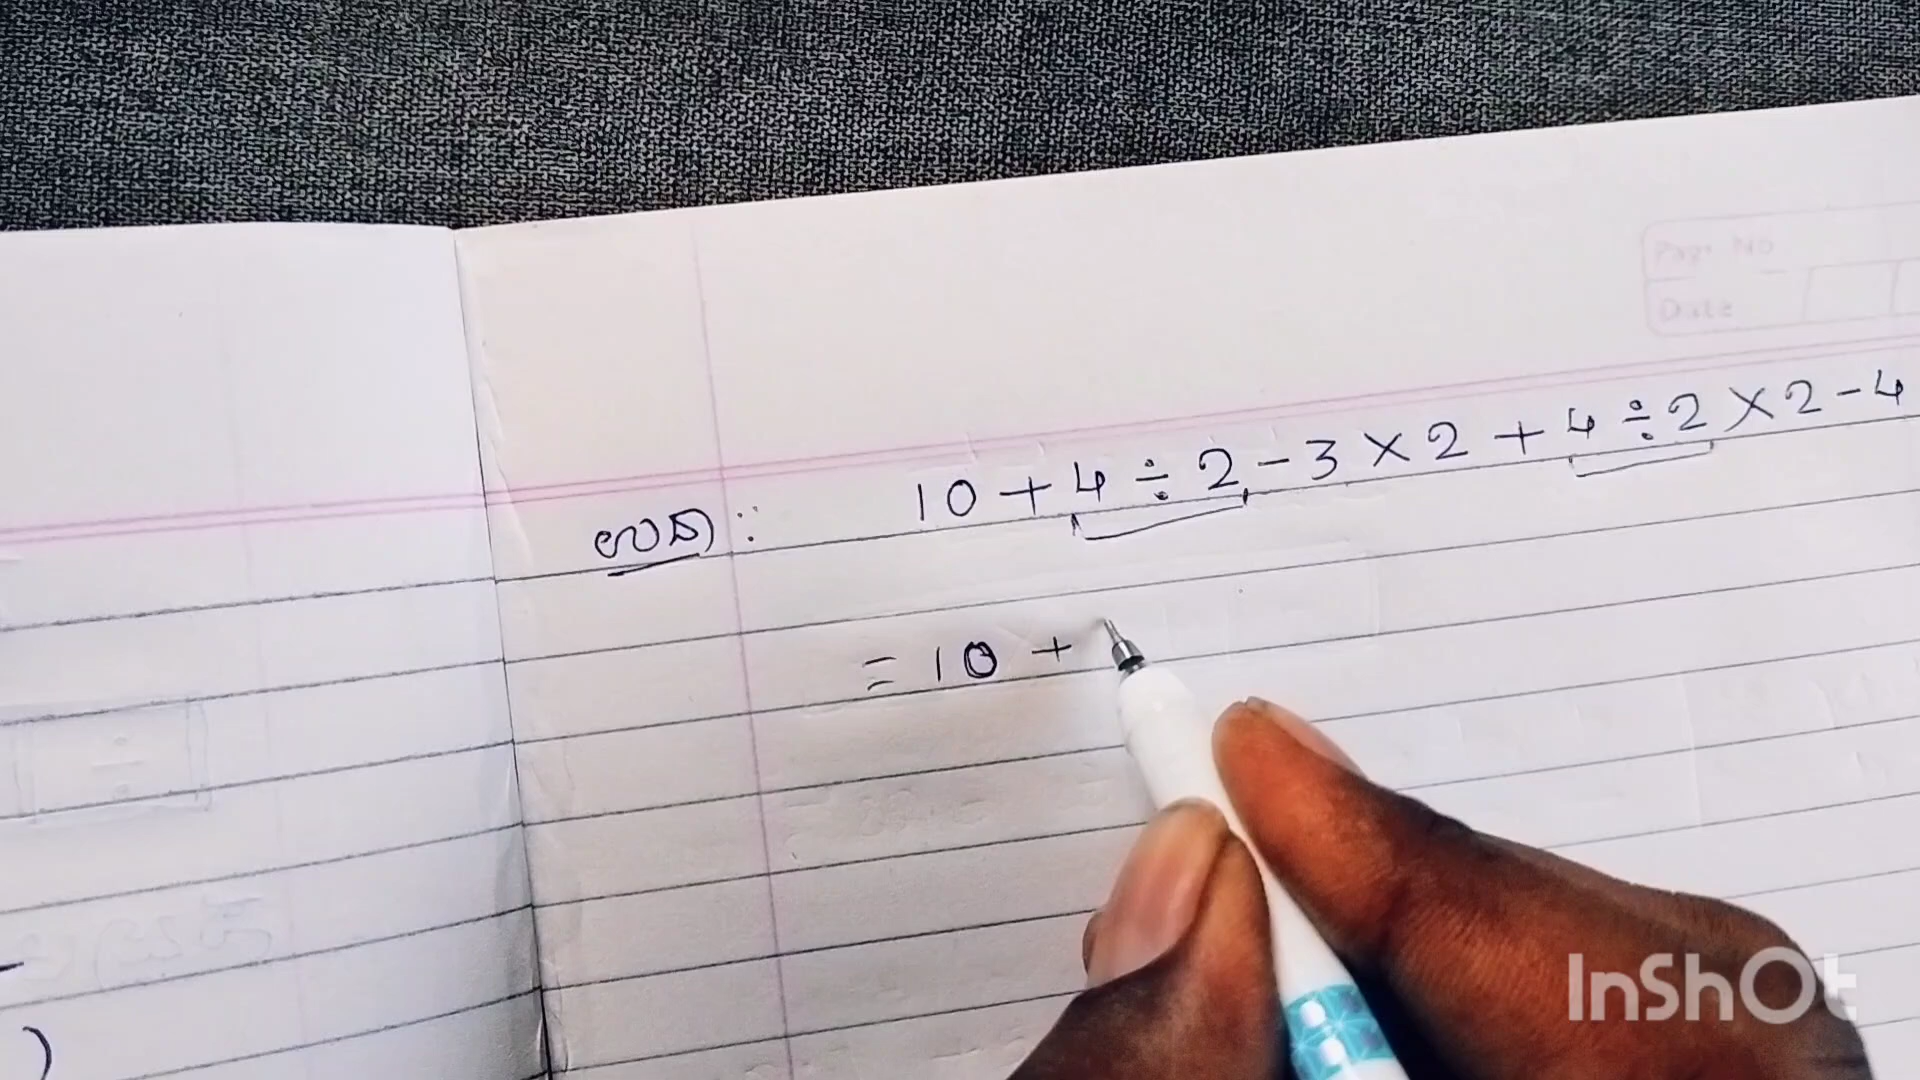 Page No
Date
ಉದಾ :
10 + 4 ÷ 2 - 3 × 2 + 4 ÷ 2 × 2 - 4
= 10 +
)
InShOt